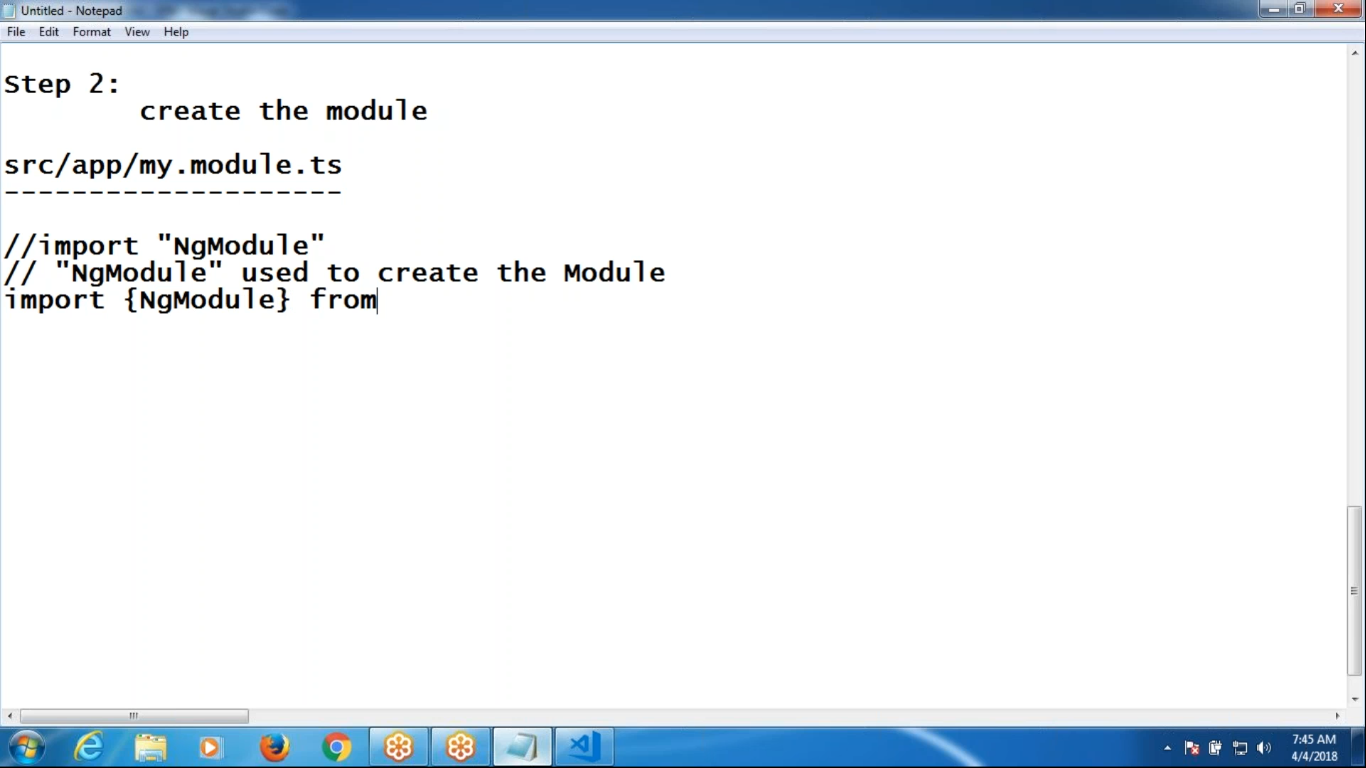 Untitled - Notepad
File Edit Format View Help
Step 2:
create the module
src/app/my.module.ts
--------------------
//import "NgModule"
// "NgModule" used to create the Module
import {NgModule} from
7:45 AM
4/4/2018